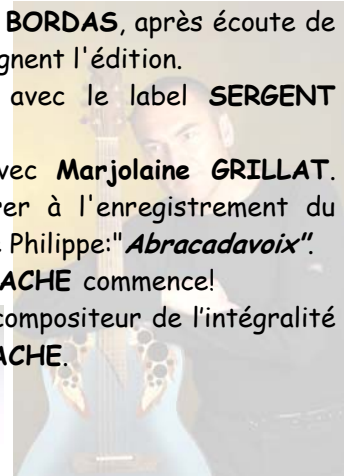 BORDAS, après écoute de
gnent l'édition.
avec le label SERGENT
vec Marjolaine GRILLAT.
rer à l'enregistrement du
Philippe:"Abracadavoix".
ACHE commence!
compositeur de l'intégralité
ACHE.